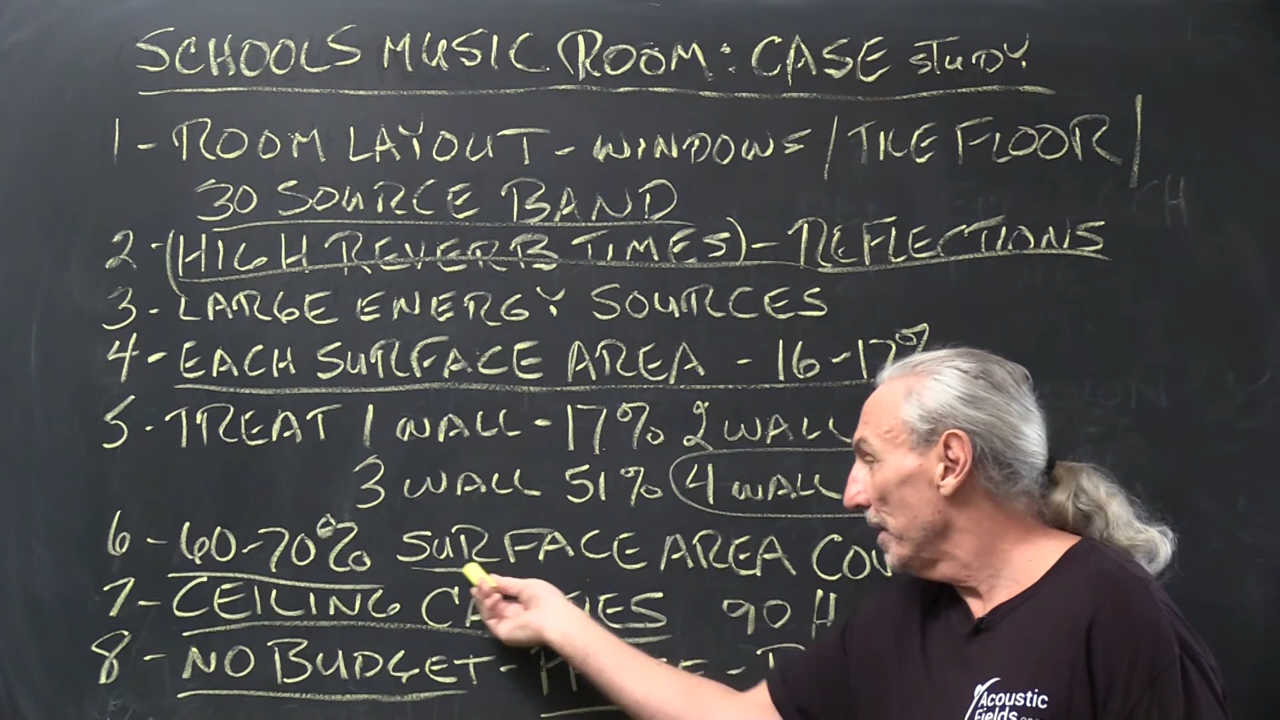 SCHOOLS MUSIC ROOM: CASE STUDY
1 - ROOM LAYOUT - WINDOWS / TILE FLOOR /
30 SOURCE BAND
2 - (HIGH REVERB TIMES) - REFLECTIONS
3 - LARGE ENERGY SOURCES
4 - EACH SURFACE AREA - 16-17%
5 - TREAT 1 WALL - 17% 2 WALL
3 WALL 51% 4 WALL
6 - 60-70% SURFACE AREA
7 - CEILING 90 H
8 - NO BUDGET -
Acoustic
Fields